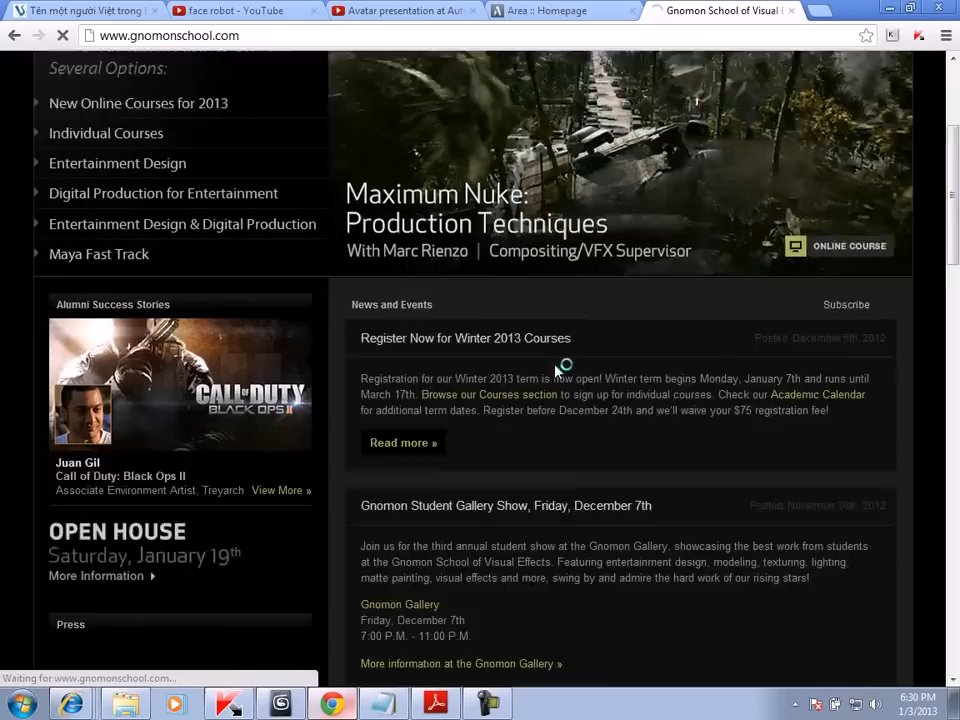 Tên một người Việt trong
face robot - YouTube
Avatar presentation at Aut
Area :: Homepage
Gnomon School of Visual E
www.gnomonschool.com
Several Options:
New Online Courses for 2013
Individual Courses
Entertainment Design
Digital Production for Entertainment
Entertainment Design & Digital Production
Maya Fast Track
Maximum Nuke:
Production Techniques
With Marc Rienzo | Compositing/VFX Supervisor
ONLINE COURSE
Alumni Success Stories
CALL OF DUTY
BLACK OPS II
Juan Gil
Call of Duty: Black Ops II
Associate Environment Artist, Treyarch View More »
OPEN HOUSE
Saturday, January 19th
More Information
Press
News and Events
Subscribe
Register Now for Winter 2013 Courses
Posted: December 6th, 2012
Registration for our Winter 2013 term is now open! Winter term begins Monday, January 7th and runs until
March 17th. Browse our Courses section to sign up for individual courses. Check our Academic Calendar
for additional term dates. Register before December 24th and we'll waive your $75 registration fee!
Read more »
Gnomon Student Gallery Show, Friday, December 7th
Posted: November 30th, 2012
Join us for the third annual student show at the Gnomon Gallery, showcasing the best work from students
at the Gnomon School of Visual Effects. Featuring entertainment design, modeling, texturing, lighting,
matte painting, visual effects and more, swing by and admire the hard work of our rising stars!
Gnomon Gallery
Friday, December 7th
7:00 P.M. - 11:00 P.M.
More information at the Gnomon Gallery »
Waiting for www.gnomonschool.com...
6:30 PM
1/3/2013